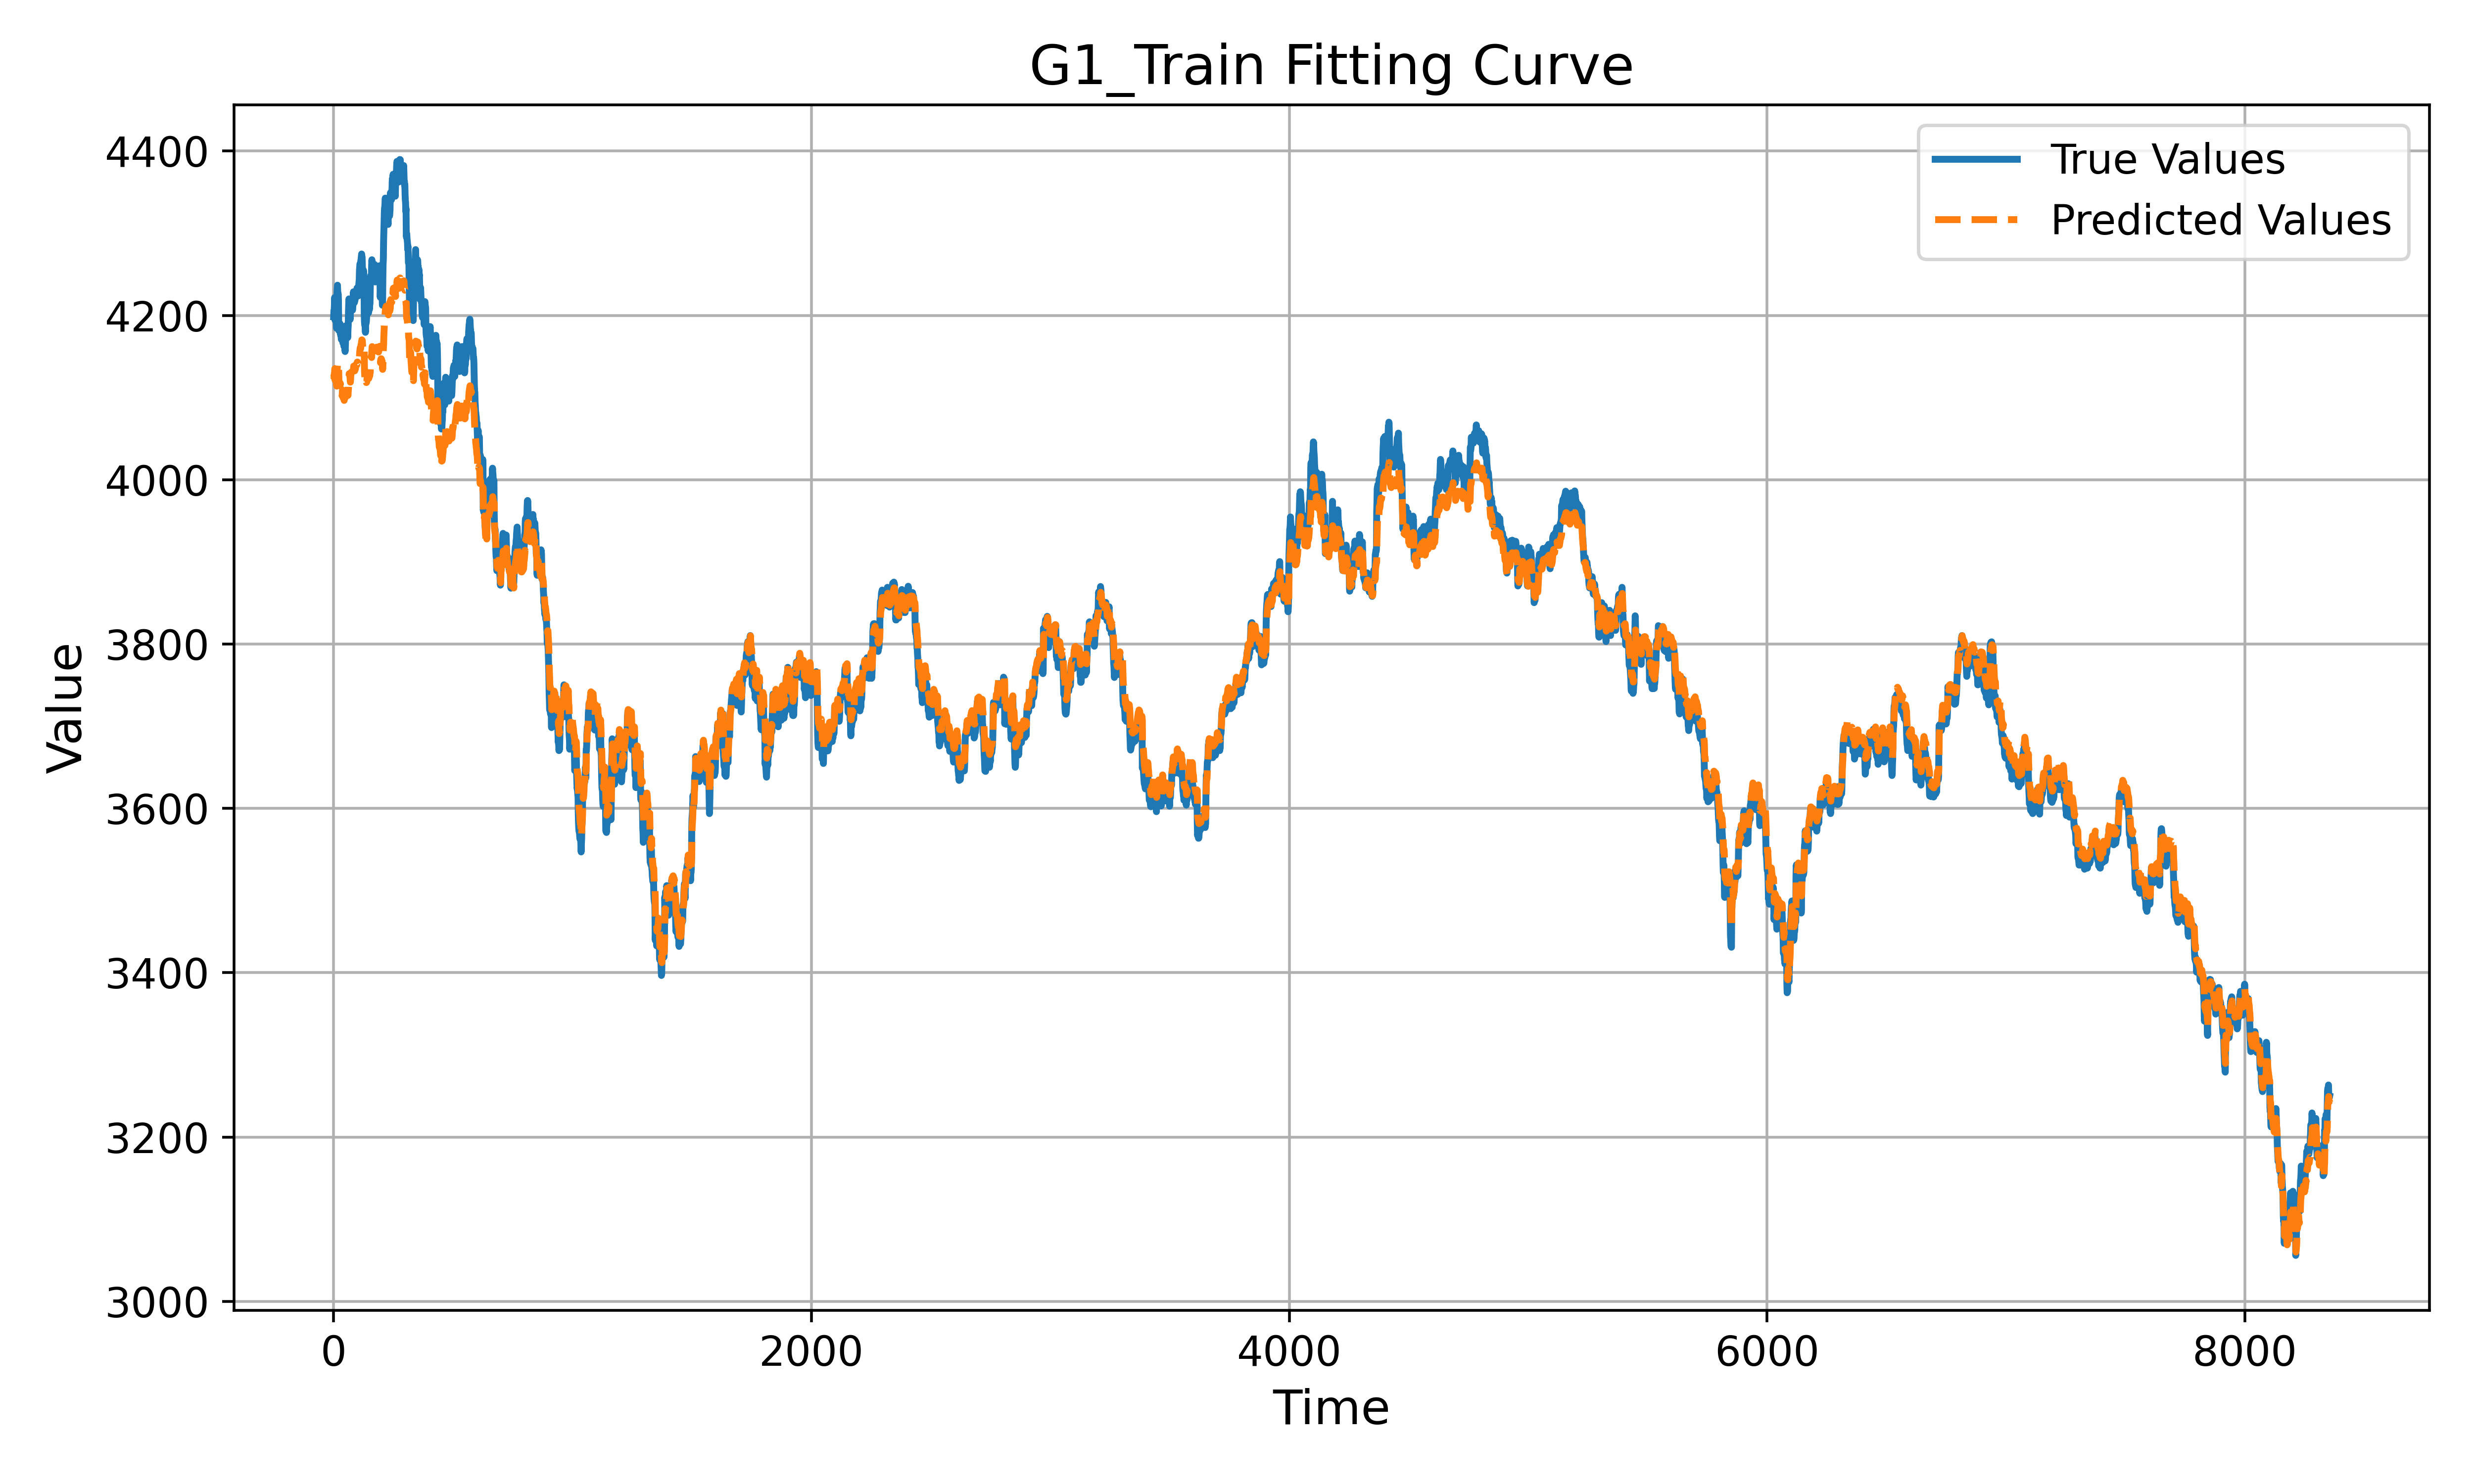 G1_Train Fitting Curve
True Values
Predicted Values
Value
4400
4200
4000
3800
3600
3400
3200
3000
0 2000 4000 6000 8000
Time